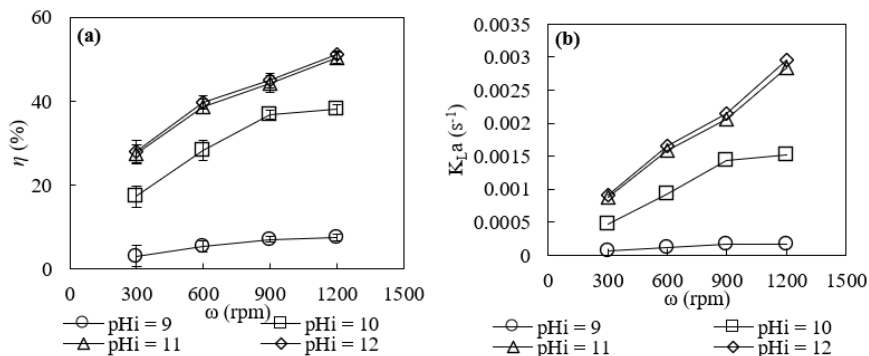 (a)
60
40
20
0
η (%)
0 300 600 900 1200 1500
ω (rpm)
pHi = 9 pHi = 10
pHi = 11 pHi = 12
(b)
0.0035
0.003
0.0025
0.002
0.0015
0.001
0.0005
0
K_La (s⁻¹)
0 300 600 900 1200 1500
ω (rpm)
pHi = 9 pHi = 10
pHi = 11 pHi = 12